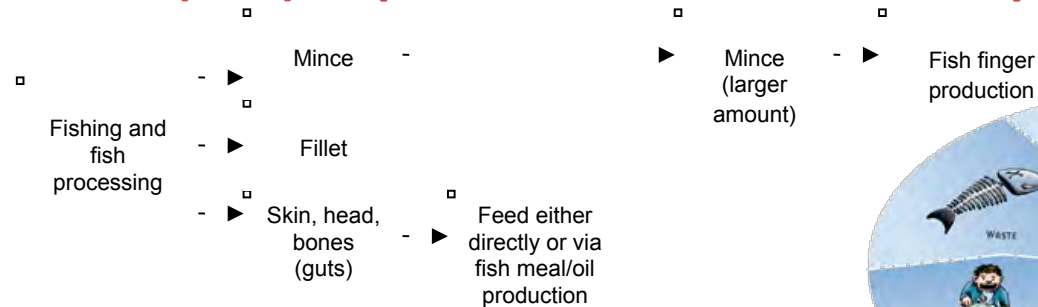 Mince
Mince
(larger
amount)
Fish finger
production
Fishing and
fish
processing
Fillet
Skin, head,
bones
(guts)
Feed either
directly or via
fish meal/oil
production
WASTE